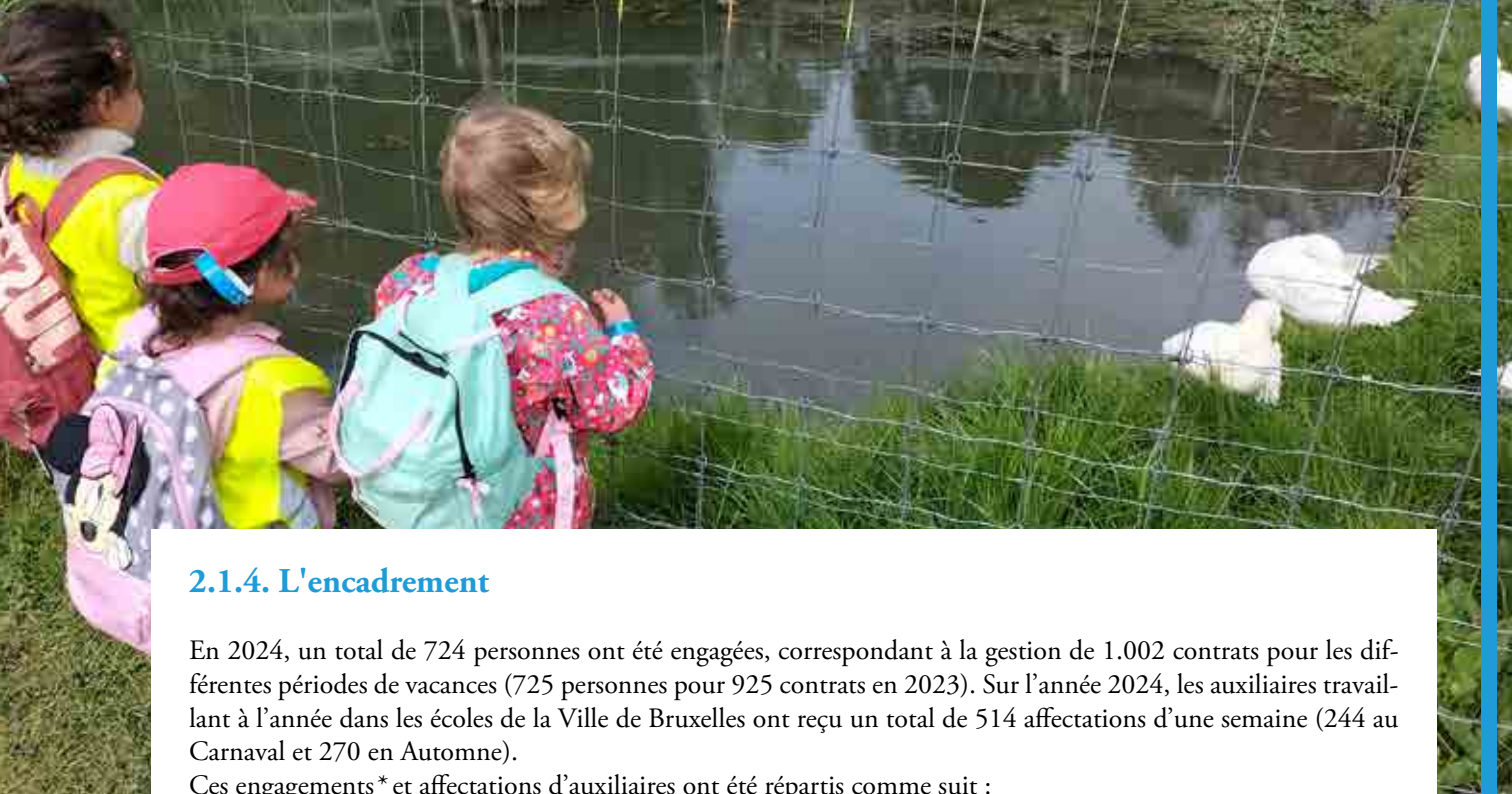 2.1.4. L'encadrement
En 2024, un total de 724 personnes ont été engagées, correspondant à la gestion de 1.002 contrats pour les dif-
férentes périodes de vacances (725 personnes pour 925 contrats en 2023). Sur l’année 2024, les auxiliaires travail-
lant à l’année dans les écoles de la Ville de Bruxelles ont reçu un total de 514 affectations d’une semaine (244 au
Carnaval et 270 en Automne).
Ces engagements* et affectations d’auxiliaires ont été répartis comme suit :